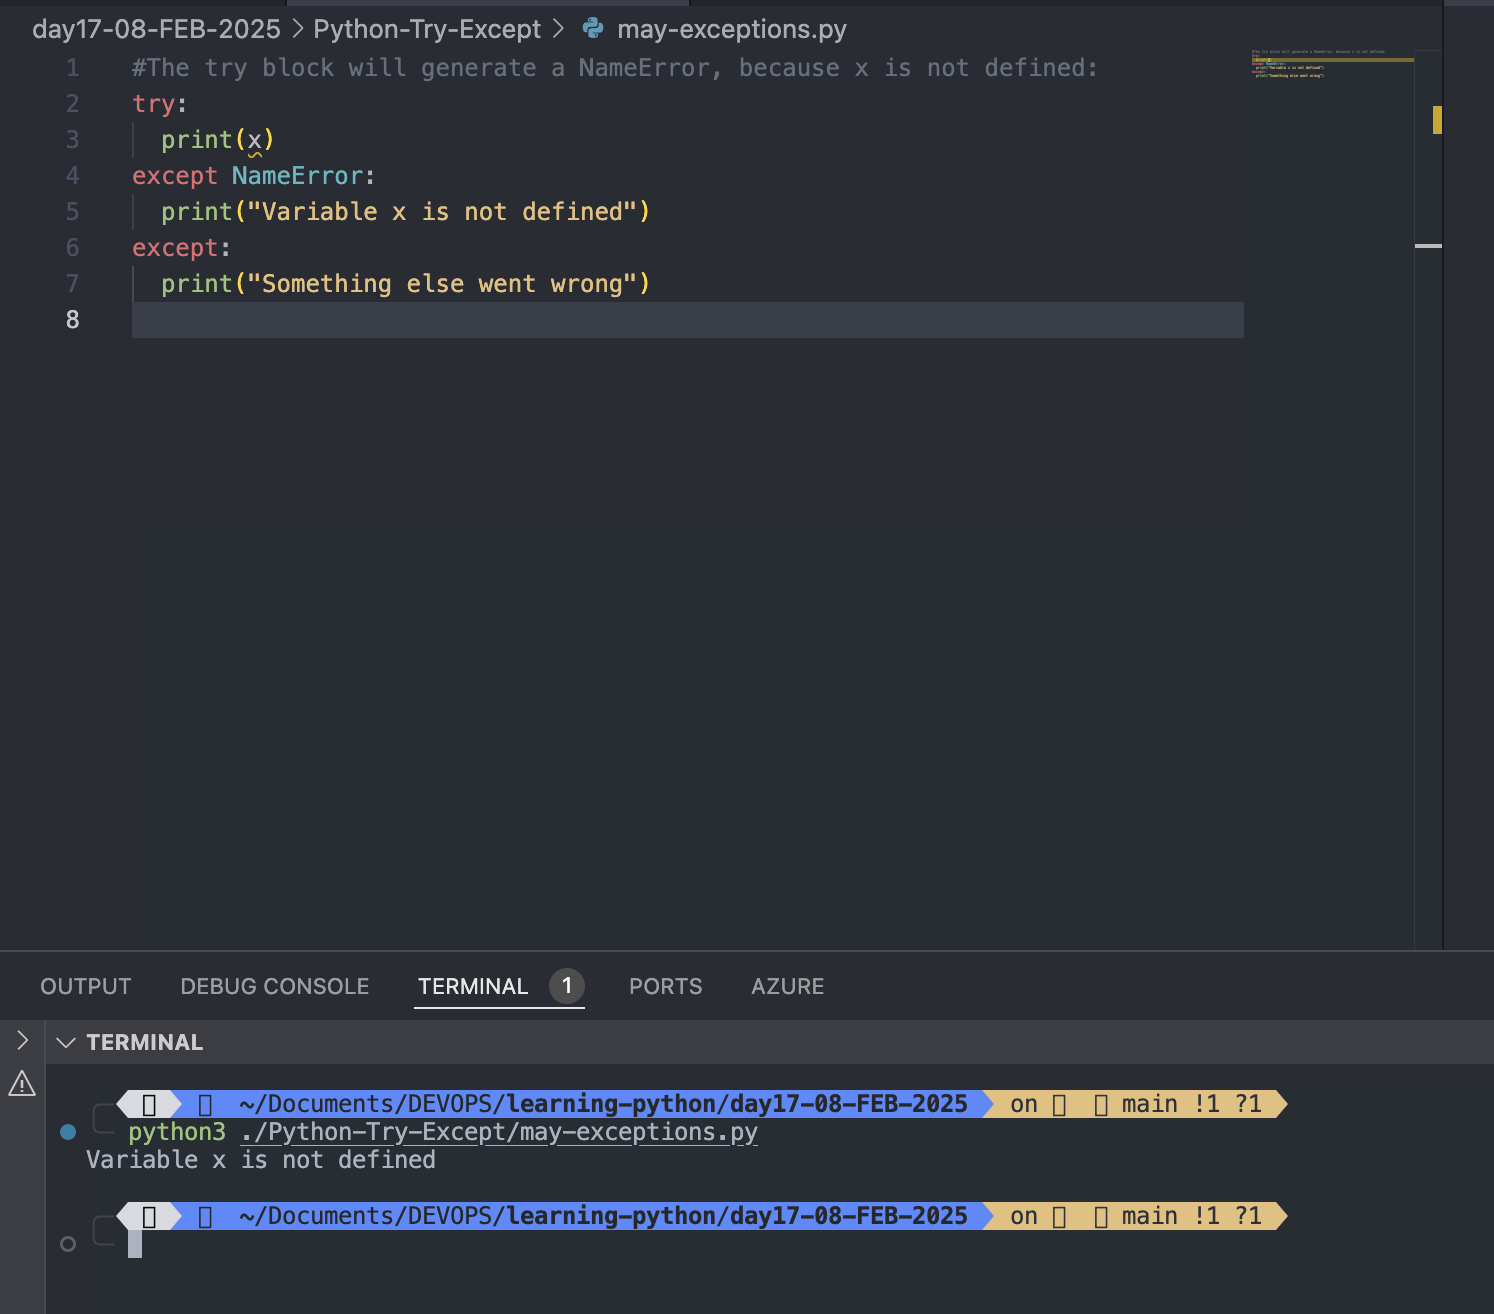 day17-08-FEB-2025 > Python-Try-Except > may-exceptions.py
1 #The try block will generate a NameError, because x is not defined:
2 try:
3   print(x)
4 except NameError:
5   print("Variable x is not defined")
6 except:
7   print("Something else went wrong")
8
OUTPUT DEBUG CONSOLE TERMINAL 1 PORTS AZURE
TERMINAL
~/Documents/DEVOPS/learning-python/day17-08-FEB-2025 on main !1 ?1
python3 ./Python-Try-Except/may-exceptions.py
Variable x is not defined
~/Documents/DEVOPS/learning-python/day17-08-FEB-2025 on main !1 ?1